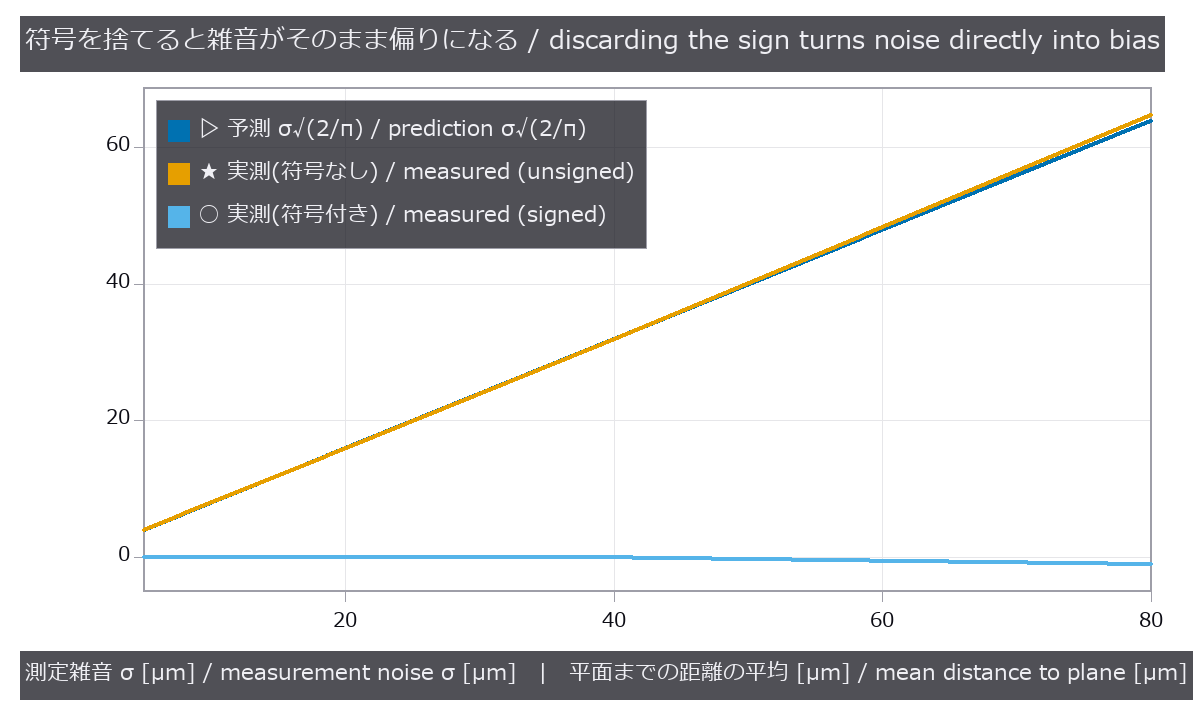 符号を捨てると雑音がそのまま偏りになる / discarding the sign turns noise directly into bias
▷ 予測 σ√(2/π) / prediction σ√(2/π)
★ 実測(符号なし) / measured (unsigned)
○ 実測(符号付き) / measured (signed)
60
40
20
0
20 40 60 80
測定雑音 σ [μm] / measurement noise σ [μm] | 平面までの距離の平均 [μm] / mean distance to plane [μm]